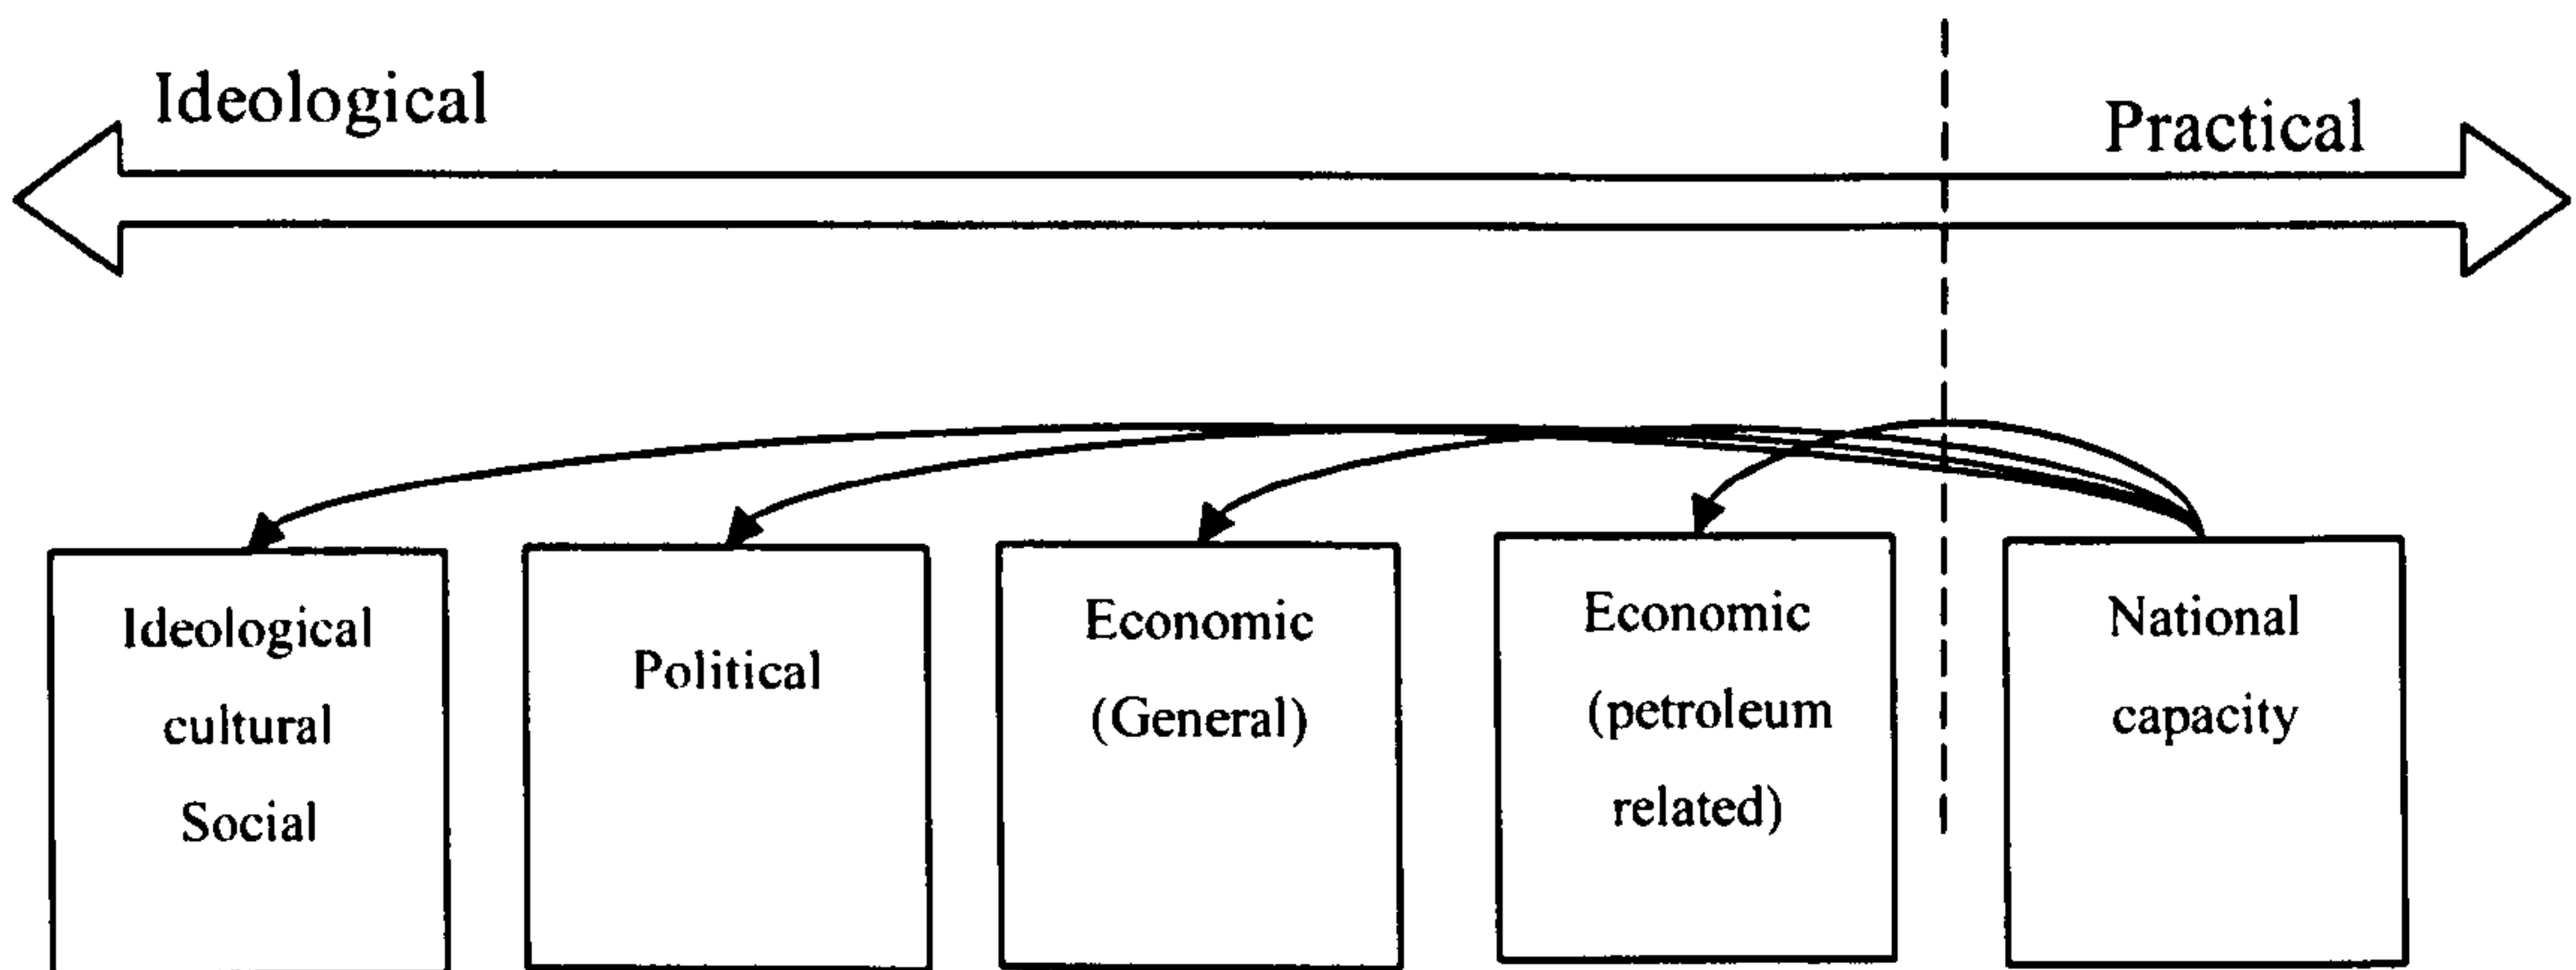 Ideological
Practical
Ideological
cultural
Social
Political
Economic
(General)
Economic
(petroleum
related)
National
capacity